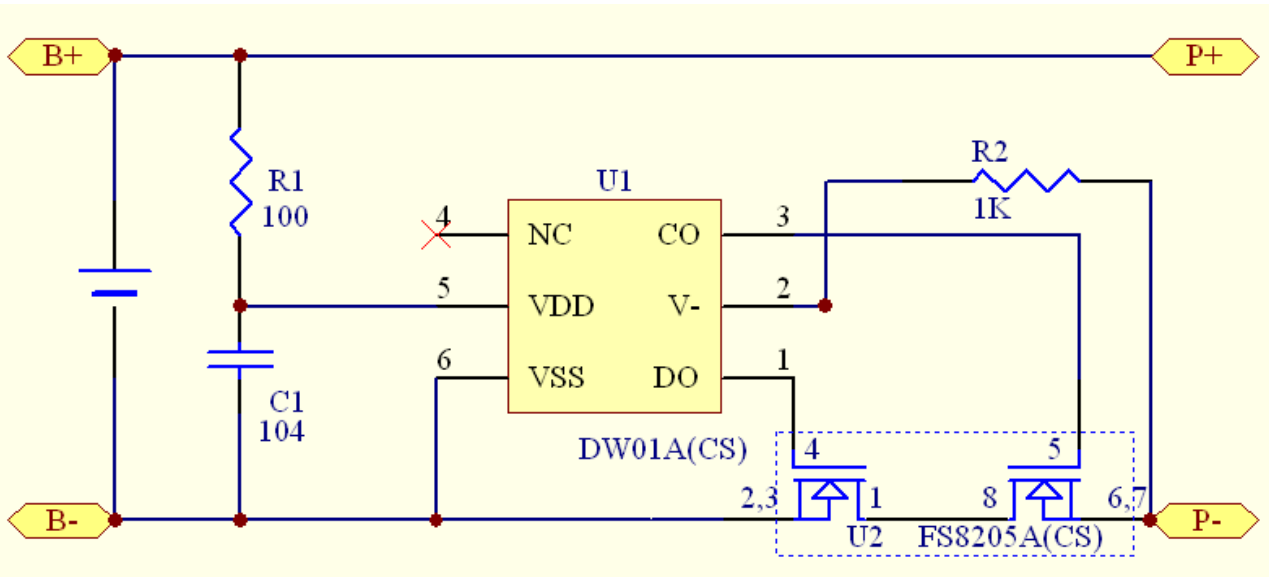 B+
P+
R2
R1
U1
4
3
1K
100
NC
CO
5
2
VDD
V-
6
1
VSS
DO
C1
104
DW01A(CS)
4
5
2,3
1
8
6,7
B-
P-
U2
FS8205A(CS)